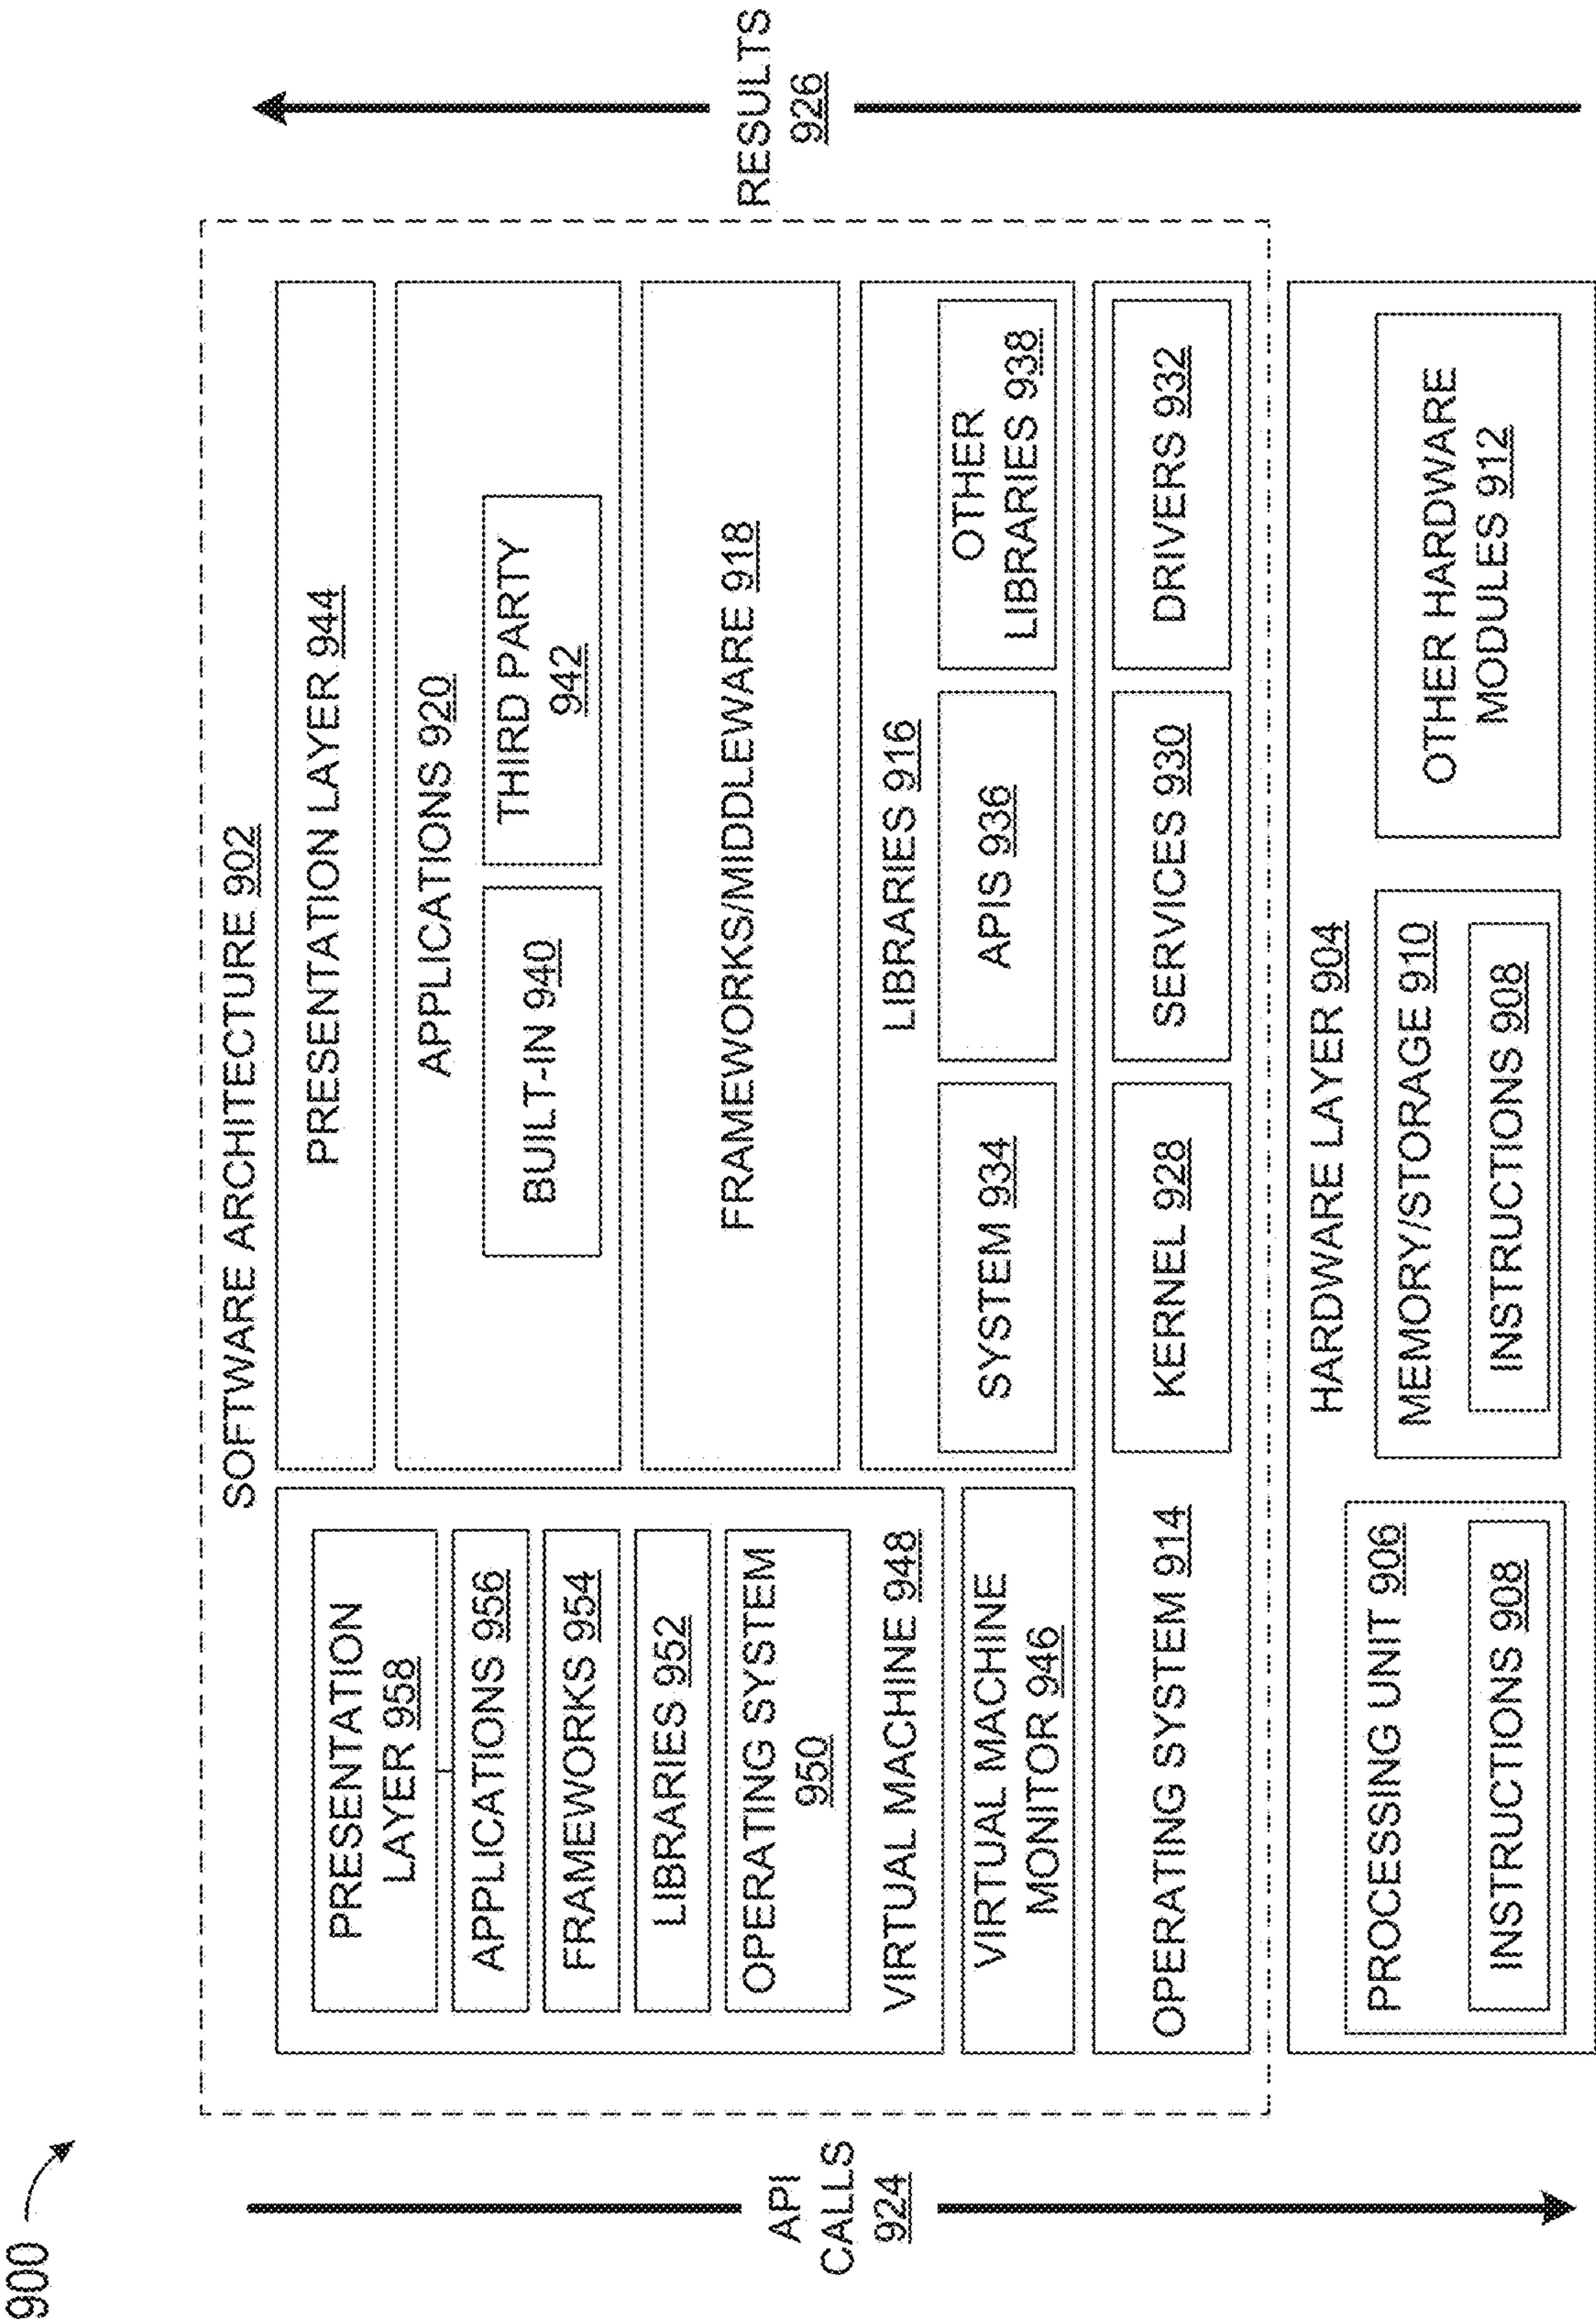 900
SOFTWARE ARCHITECTURE 902
PRESENTATION
LAYER 958
APPLICATIONS 956
FRAMEWORKS 954
LIBRARIES 952
OPERATING SYSTEM
950
VIRTUAL MACHINE 948
VIRTUAL MACHINE
MONITOR 946
PRESENTATION LAYER 944
APPLICATIONS 920
BUILT-IN 940
THIRD PARTY
942
FRAMEWORKS/MIDDLEWARE 918
LIBRARIES 916
SYSTEM 934
APIS 936
OTHER
LIBRARIES 938
OPERATING SYSTEM 914
KERNEL 928
SERVICES 930
DRIVERS 932
HARDWARE LAYER 904
PROCESSING UNIT 906
INSTRUCTIONS 908
MEMORY/STORAGE 910
INSTRUCTIONS 908
OTHER HARDWARE
MODULES 912
API
CALLS
924
RESULTS
926